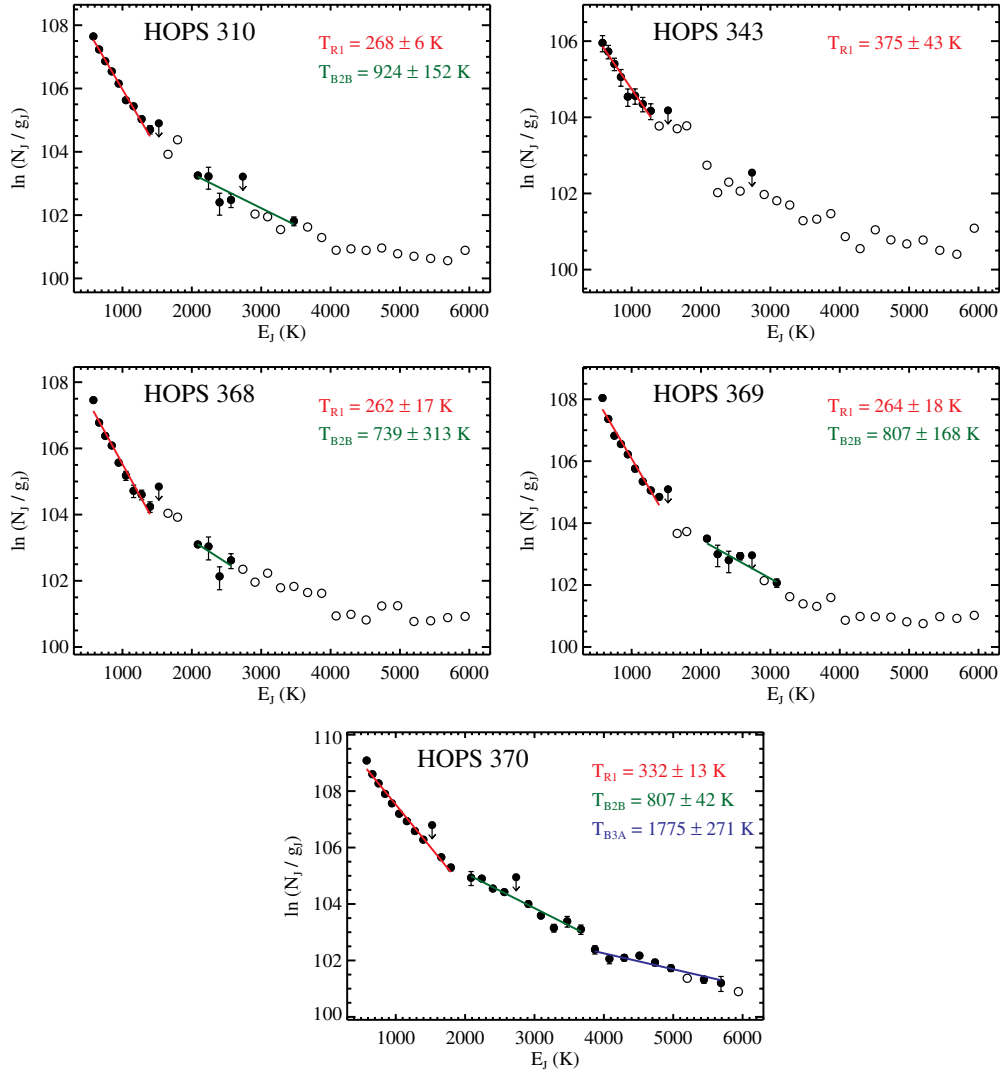 HOPS 310
T_R1 = 268 ± 6 K
T_B2B = 924 ± 152 K
108
106
104
102
100
ln (N_J / g_J)
1000 2000 3000 4000 5000 6000
E_J (K)
HOPS 343
T_R1 = 375 ± 43 K
106
104
102
100
ln (N_J / g_J)
1000 2000 3000 4000 5000 6000
E_J (K)
HOPS 368
T_R1 = 262 ± 17 K
T_B2B = 739 ± 313 K
108
106
104
102
100
ln (N_J / g_J)
1000 2000 3000 4000 5000 6000
E_J (K)
HOPS 369
T_R1 = 264 ± 18 K
T_B2B = 807 ± 168 K
108
106
104
102
100
ln (N_J / g_J)
1000 2000 3000 4000 5000 6000
E_J (K)
HOPS 370
T_R1 = 332 ± 13 K
T_B2B = 807 ± 42 K
T_B3A = 1775 ± 271 K
110
108
106
104
102
100
ln (N_J / g_J)
1000 2000 3000 4000 5000 6000
E_J (K)